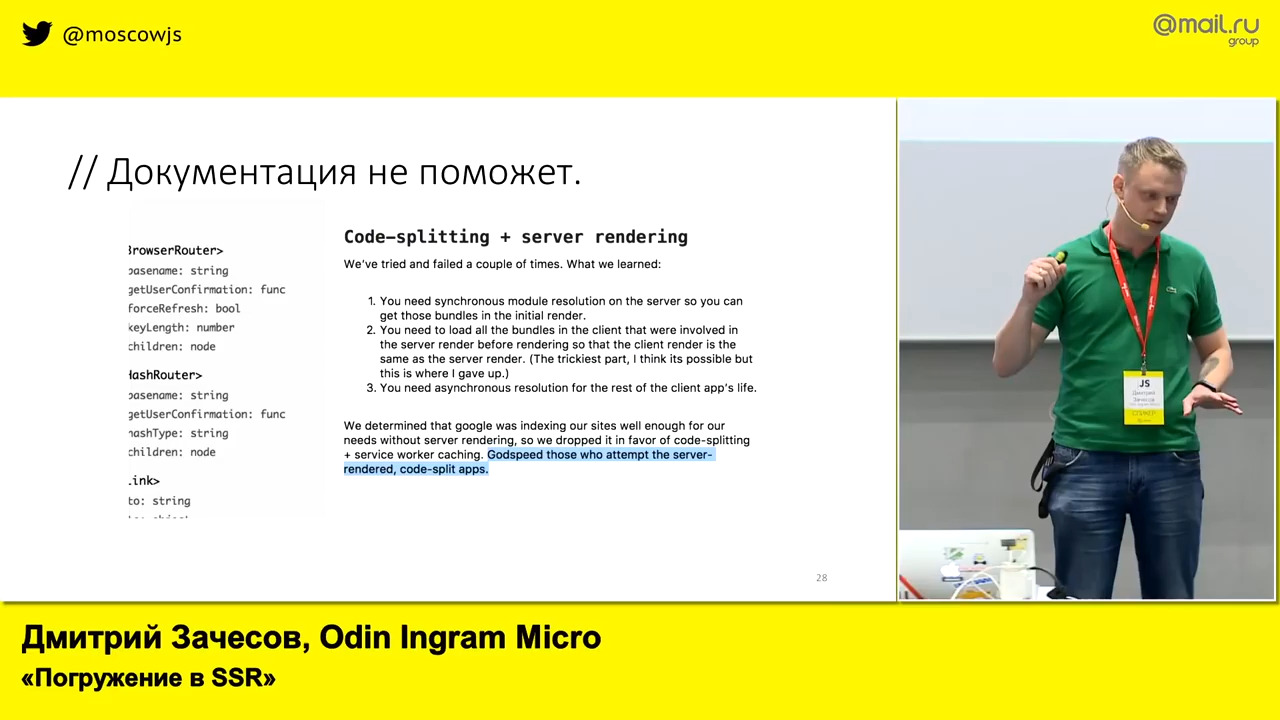 @moscowjs
@mail.ru
group
// Документация не поможет.
BrowserRouter>
basename: string
getUserConfirmation: func
forceRefresh: bool
keyLength: number
children: node
HashRouter>
basename: string
getUserConfirmation: func
hashType: string
children: node
Link>
to: string
Code-splitting + server rendering
We've tried and failed a couple of times. What we learned:
1. You need synchronous module resolution on the server so you can
get those bundles in the initial render.
2. You need to load all the bundles in the client that were involved in
the server render before rendering so that the client render is the
same as the server render. (The trickiest part, I think its possible but
this is where I gave up.)
3. You need asynchronous resolution for the rest of the client app's life.
We determined that google was indexing our sites well enough for our
needs without server rendering, so we dropped it in favor of code-splitting
+ service worker caching. Godspeed those who attempt the server-
rendered, code-split apps.
28
JS
Дмитрий
Зачесов
СПИКЕР
Дмитрий Зачесов, Odin Ingram Micro
«Погружение в SSR»